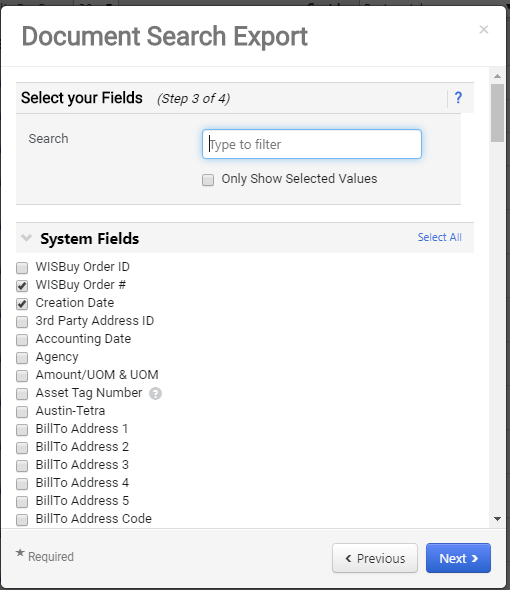 Document Search Export ×
Select your Fields (Step 3 of 4) ?
Search Type to filter
Only Show Selected Values
System Fields Select All
WISBuy Order ID
WISBuy Order #
Creation Date
3rd Party Address ID
Accounting Date
Agency
Amount/UOM & UOM
Asset Tag Number ?
Austin-Tetra
BillTo Address 1
BillTo Address 2
BillTo Address 3
BillTo Address 4
BillTo Address 5
BillTo Address Code
★ Required ‹ Previous Next ›